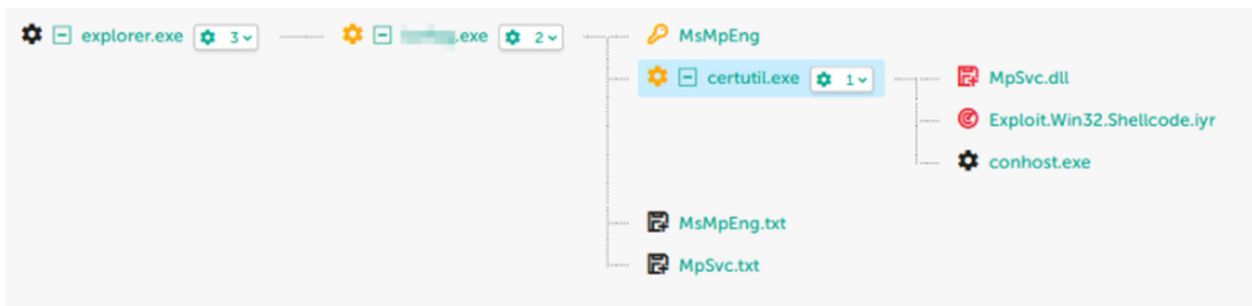 explorer.exe 3 .exe 2 MsMpEng
certutil.exe 1 MpSvc.dll
Exploit.Win32.Shellcode.iyr
conhost.exe
MsMpEng.txt
MpSvc.txt